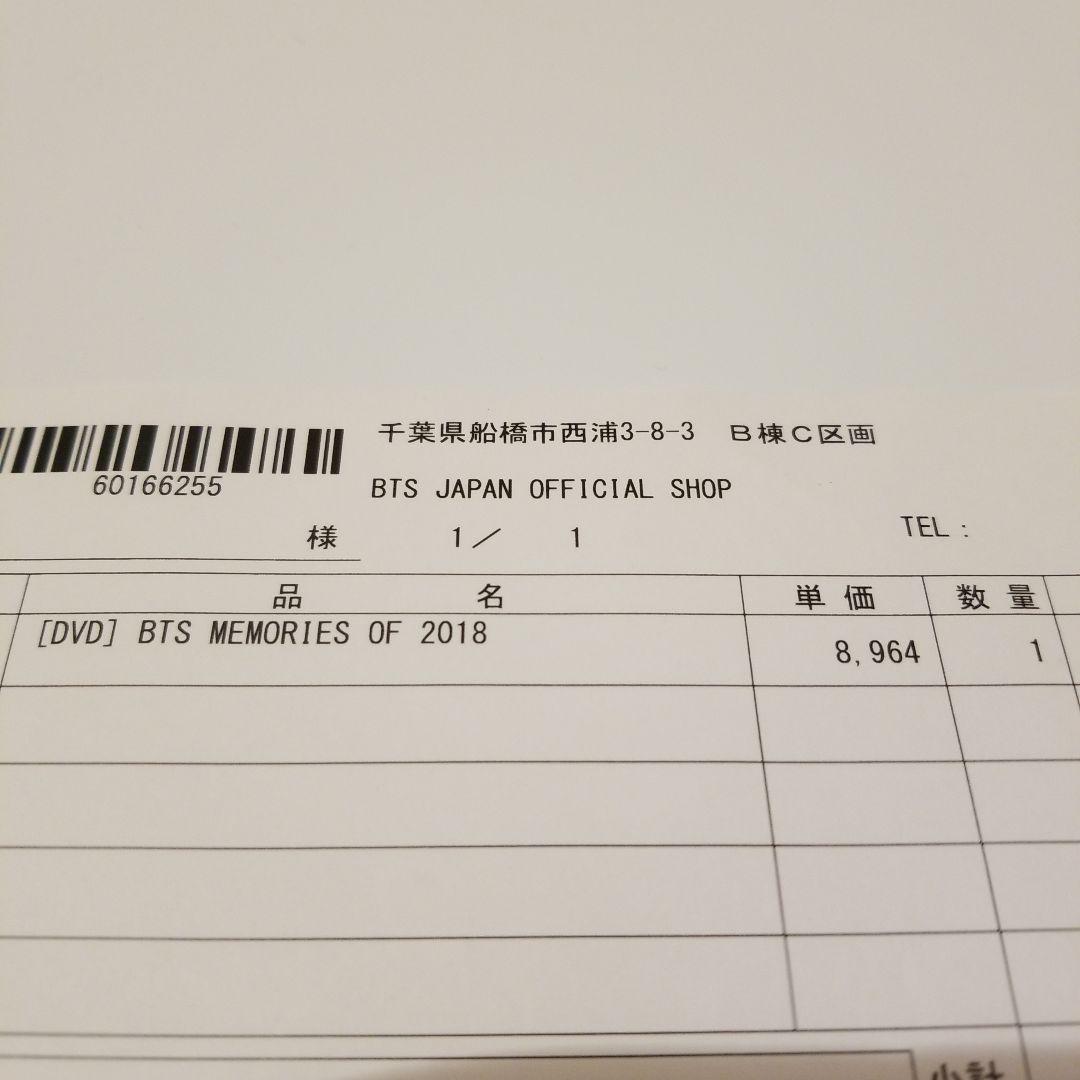 千葉県船橋市西浦3-8-3　B棟C区画
60166255
BTS JAPAN OFFICIAL SHOP
様 1／ 1 TEL：
品 名 単 価 数 量
[DVD] BTS MEMORIES OF 2018 8,964 1
小計